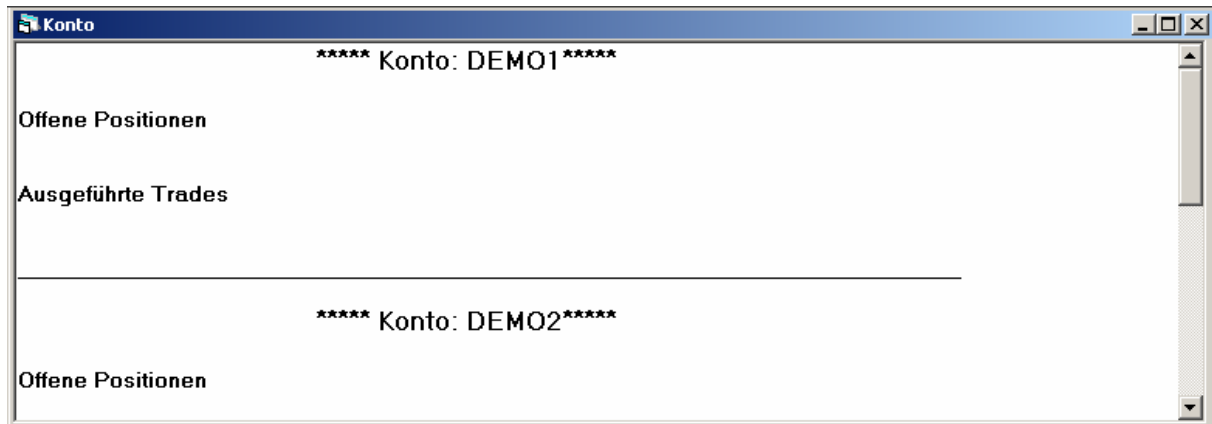 Konto
***** Konto: DEMO1*****
Offene Positionen
Ausgeführte Trades
***** Konto: DEMO2*****
Offene Positionen